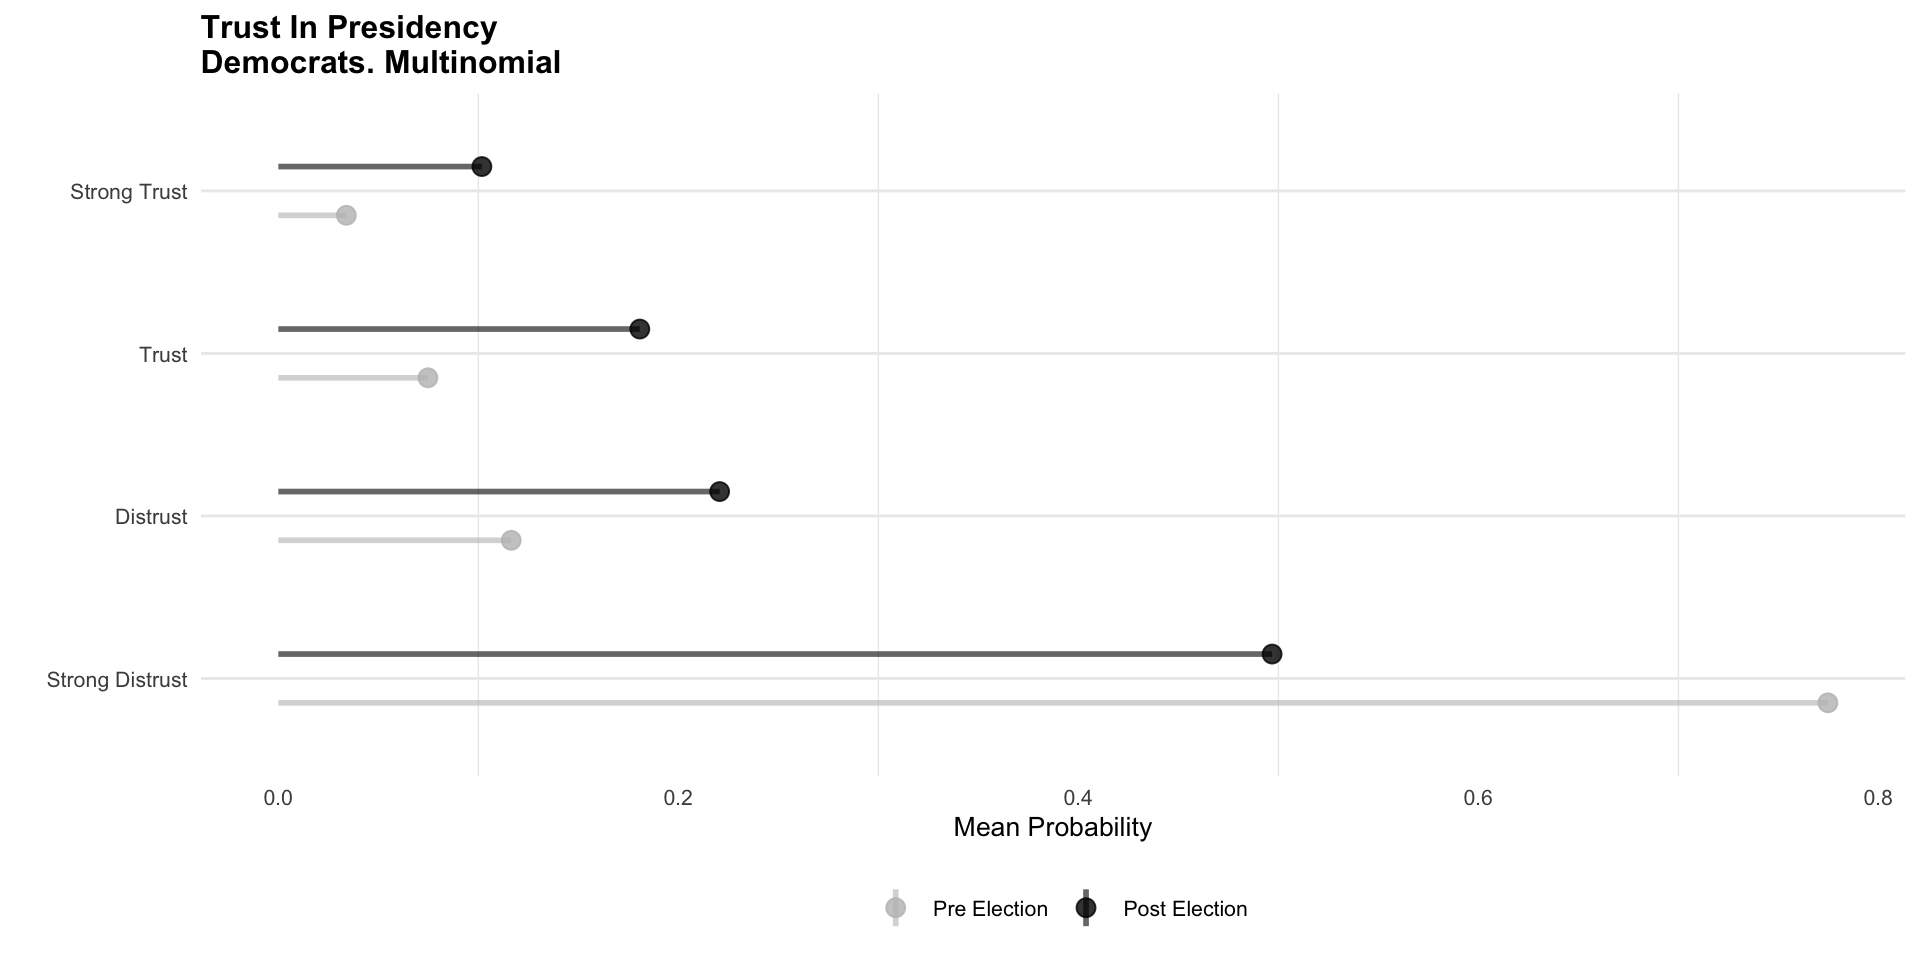 Trust In Presidency
Democrats. Multinomial
Strong Trust
Trust
Distrust
Strong Distrust
0.0 0.2 0.4 0.6 0.8
Mean Probability
Pre Election Post Election